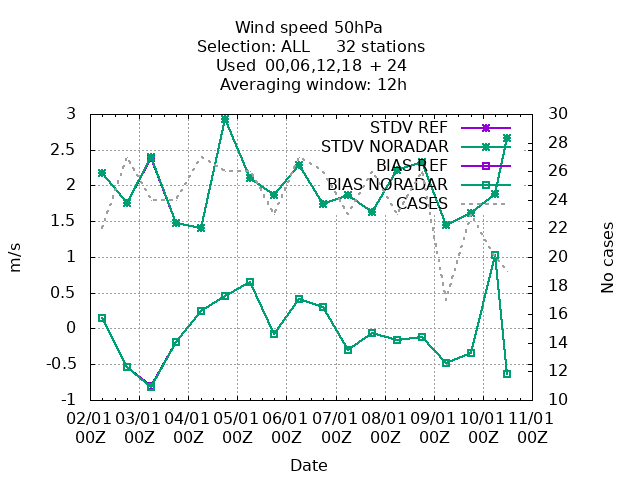 Wind speed 50hPa
Selection: ALL 32 stations
Used 00,06,12,18 + 24
Averaging window: 12h
STDV REF
STDV NORADAR
BIAS REF
BIAS NORADAR
CASES
3
2.5
2
1.5
1
0.5
0
-0.5
-1
m/s
30
28
26
24
22
20
18
16
14
12
10
No cases
02/01 03/01 04/01 05/01 06/01 07/01 08/01 09/01 10/01 11/01
00Z 00Z 00Z 00Z 00Z 00Z 00Z 00Z 00Z 00Z
Date